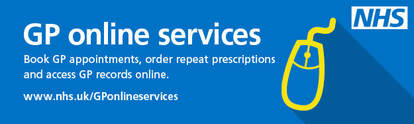 NHS
GP online services
Book GP appointments, order repeat prescriptions
and access GP records online.
www.nhs.uk/GPonlineservices